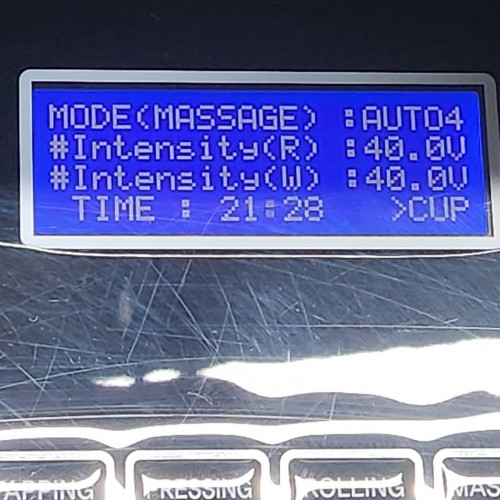 MODE(MASSAGE) :AUTO4
#Intensity(R) :40.0V
#Intensity(W) :40.0V
TIME : 21:28 >CUP
PRESSING